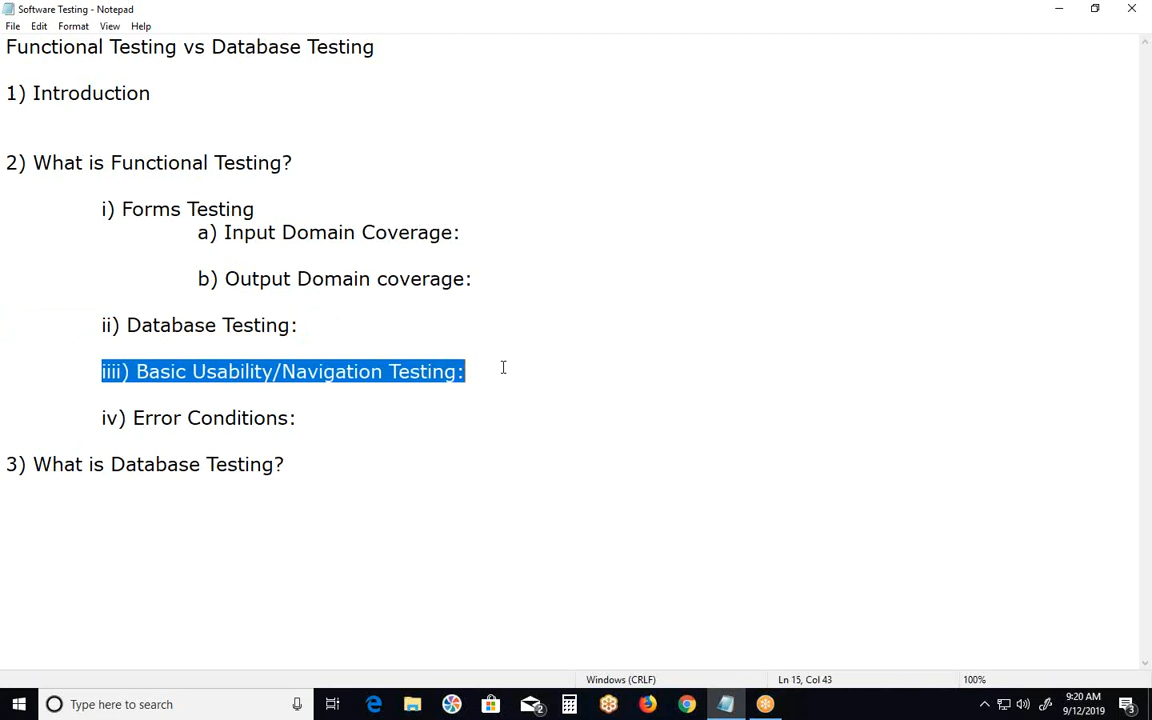 Software Testing - Notepad
File Edit Format View Help
Functional Testing vs Database Testing
1) Introduction
2) What is Functional Testing?
i) Forms Testing
a) Input Domain Coverage:
b) Output Domain coverage:
ii) Database Testing:
iiii) Basic Usability/Navigation Testing:
iv) Error Conditions:
3) What is Database Testing?
Windows (CRLF) Ln 15, Col 43 100%
Type here to search
2
9:20 AM
9/12/2019
3